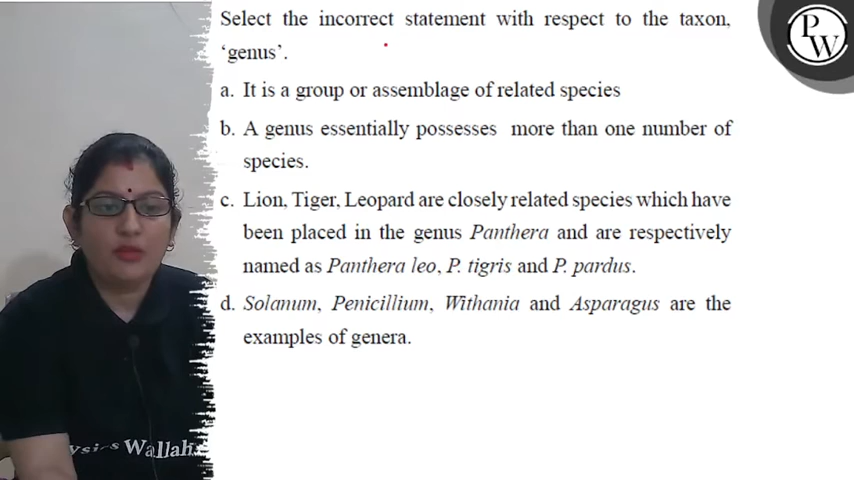 Select the incorrect statement with respect to the taxon,
‘genus’.
a. It is a group or assemblage of related species
b. A genus essentially possesses more than one number of
species.
c. Lion, Tiger, Leopard are closely related species which have
been placed in the genus Panthera and are respectively
named as Panthera leo, P. tigris and P. pardus.
d. Solanum, Penicillium, Withania and Asparagus are the
examples of genera.
P
W
ysics Wallah